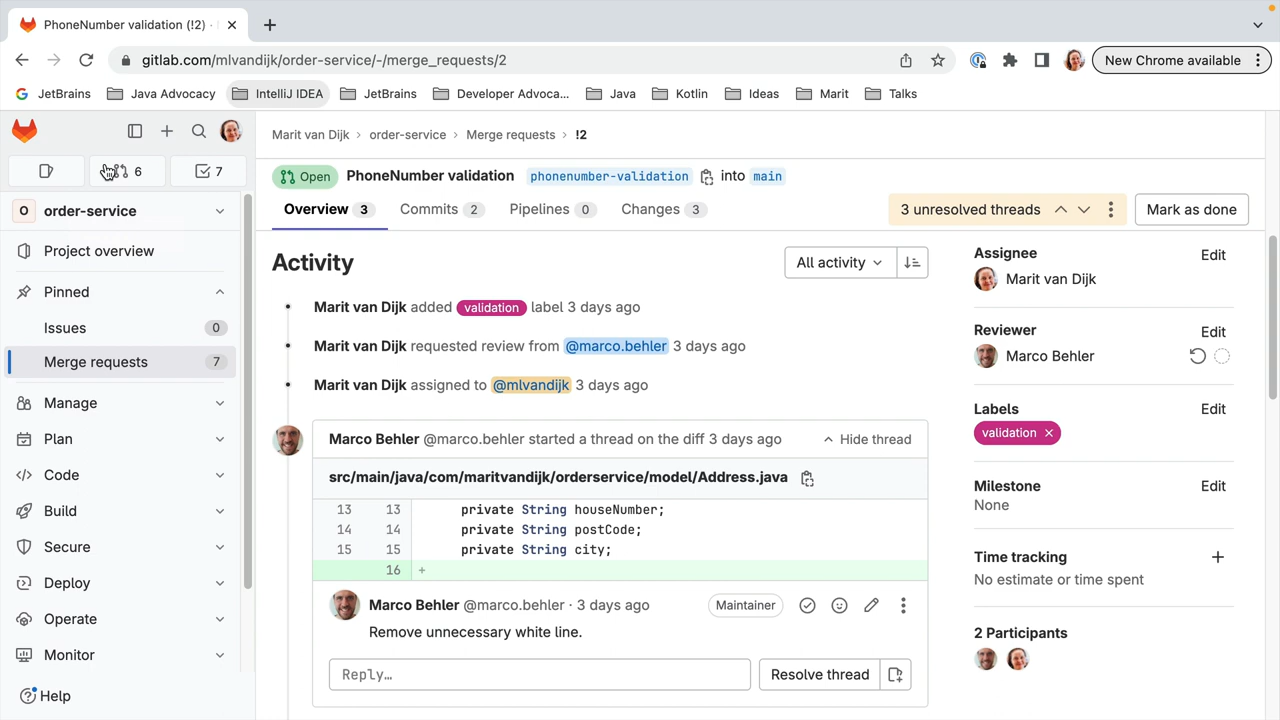 PhoneNumber validation (!2) ·
gitlab.com/mlvandijk/order-service/-/merge_requests/2
New Chrome available
JetBrains
Java Advocacy
IntelliJ IDEA
JetBrains
Developer Advoca...
Java
Kotlin
Ideas
Marit
Talks
6
7
O order-service
Project overview
Pinned
Issues 0
Merge requests 7
Manage
Plan
Code
Build
Secure
Deploy
Operate
Monitor
Help
Marit van Dijk › order-service › Merge requests › !2
Open PhoneNumber validation phonenumber-validation into main
Overview 3 Commits 2 Pipelines 0 Changes 3
3 unresolved threads
Mark as done
Activity
All activity
Marit van Dijk added validation label 3 days ago
Marit van Dijk requested review from @marco.behler 3 days ago
Marit van Dijk assigned to @mlvandijk 3 days ago
Marco Behler @marco.behler started a thread on the diff 3 days ago
Hide thread
src/main/java/com/maritvandijk/orderservice/model/Address.java
13 13 private String houseNumber;
14 14 private String postCode;
15 15 private String city;
16 +
Marco Behler @marco.behler · 3 days ago
Maintainer
Remove unnecessary white line.
Reply…
Resolve thread
Assignee Edit
Marit van Dijk
Reviewer Edit
Marco Behler
Labels Edit
validation ×
Milestone Edit
None
Time tracking +
No estimate or time spent
2 Participants